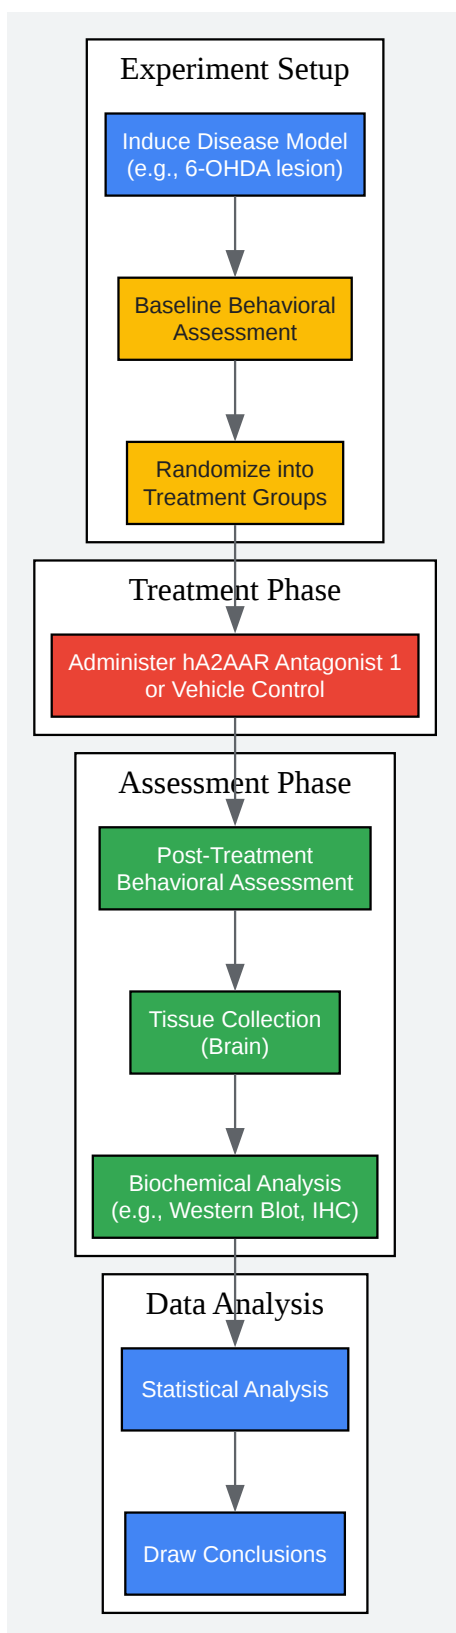 Experiment Setup
Induce Disease Model
(e.g., 6-OHDA lesion)
Baseline Behavioral
Assessment
Randomize into
Treatment Groups
Treatment Phase
Administer hA2AAR Antagonist 1
or Vehicle Control
Assessment Phase
Post-Treatment
Behavioral Assessment
Tissue Collection
(Brain)
Biochemical Analysis
(e.g., Western Blot, IHC)
Data Analysis
Statistical Analysis
Draw Conclusions